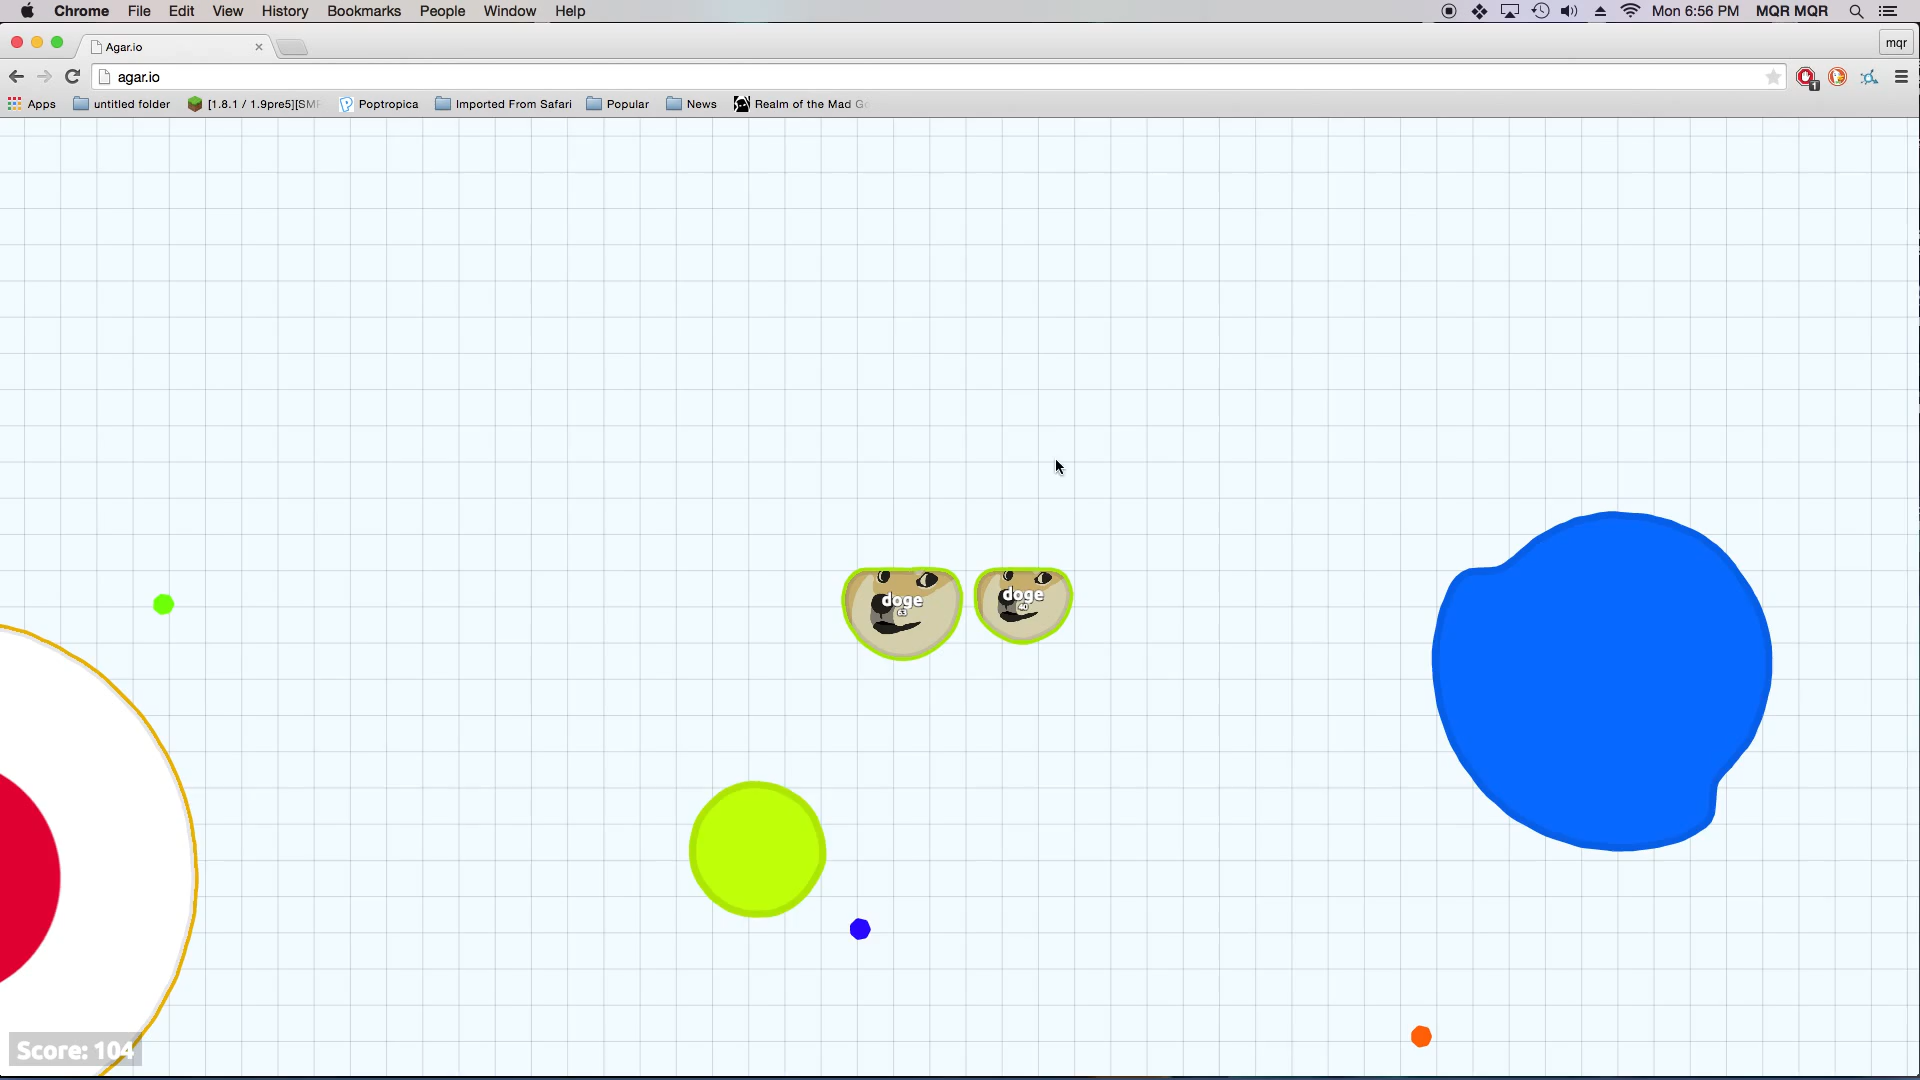 Chrome File Edit View History Bookmarks People Window Help Mon 6:56 PM MQR MQR
Agar.io mqr
agar.io 1
Apps untitled folder [1.8.1 / 1.9pre5][SM Poptropica Imported From Safari Popular News Realm of the Mad G
doge doge
40
Score: 104